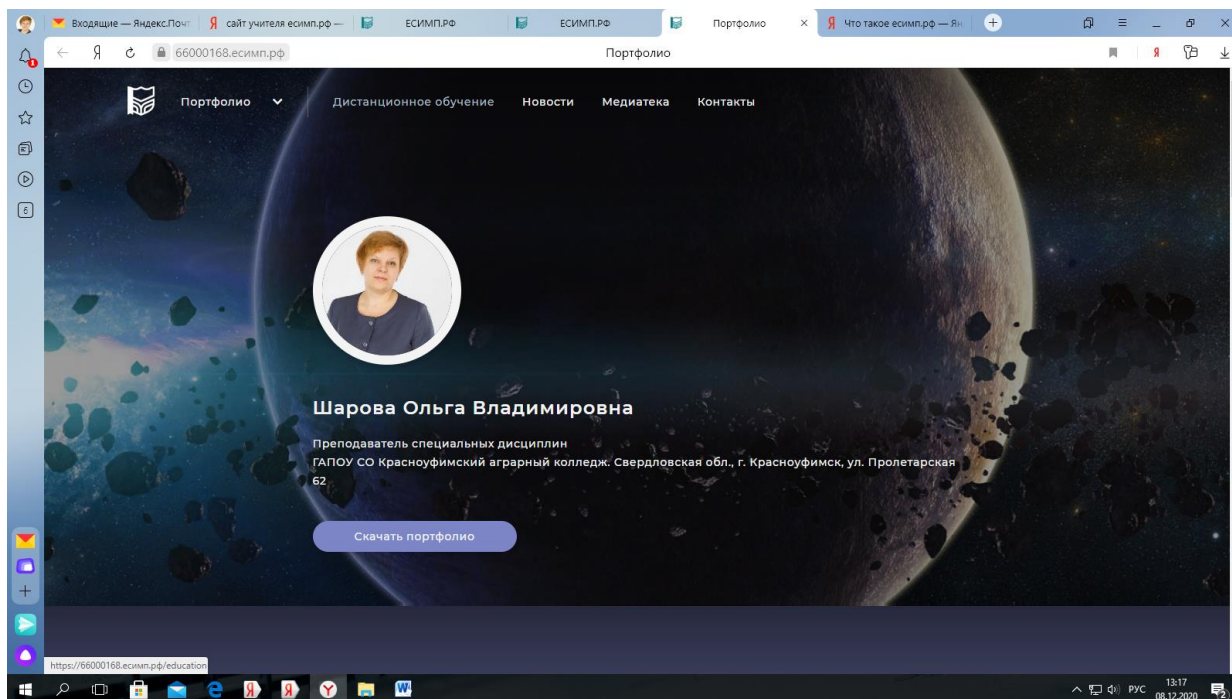 Входящие — Яндекс.Поч
сайт учителя есимп.рф —
ЕСИМП.РФ
ЕСИМП.РФ
Портфолио
Что такое есимп.рф — Ян
66000168.есимп.рф
Портфолио
Портфолио
Дистанционное обучение
Новости
Медиатека
Контакты
6
Шарова Ольга Владимировна
Преподаватель специальных дисциплин
ГАПОУ СО Красноуфимский аграрный колледж. Свердловская обл., г. Красноуфимск, ул. Пролетарская
62
Скачать портфолио
https://66000168.есимп.рф/education
РУС
13:17
08.12.2020